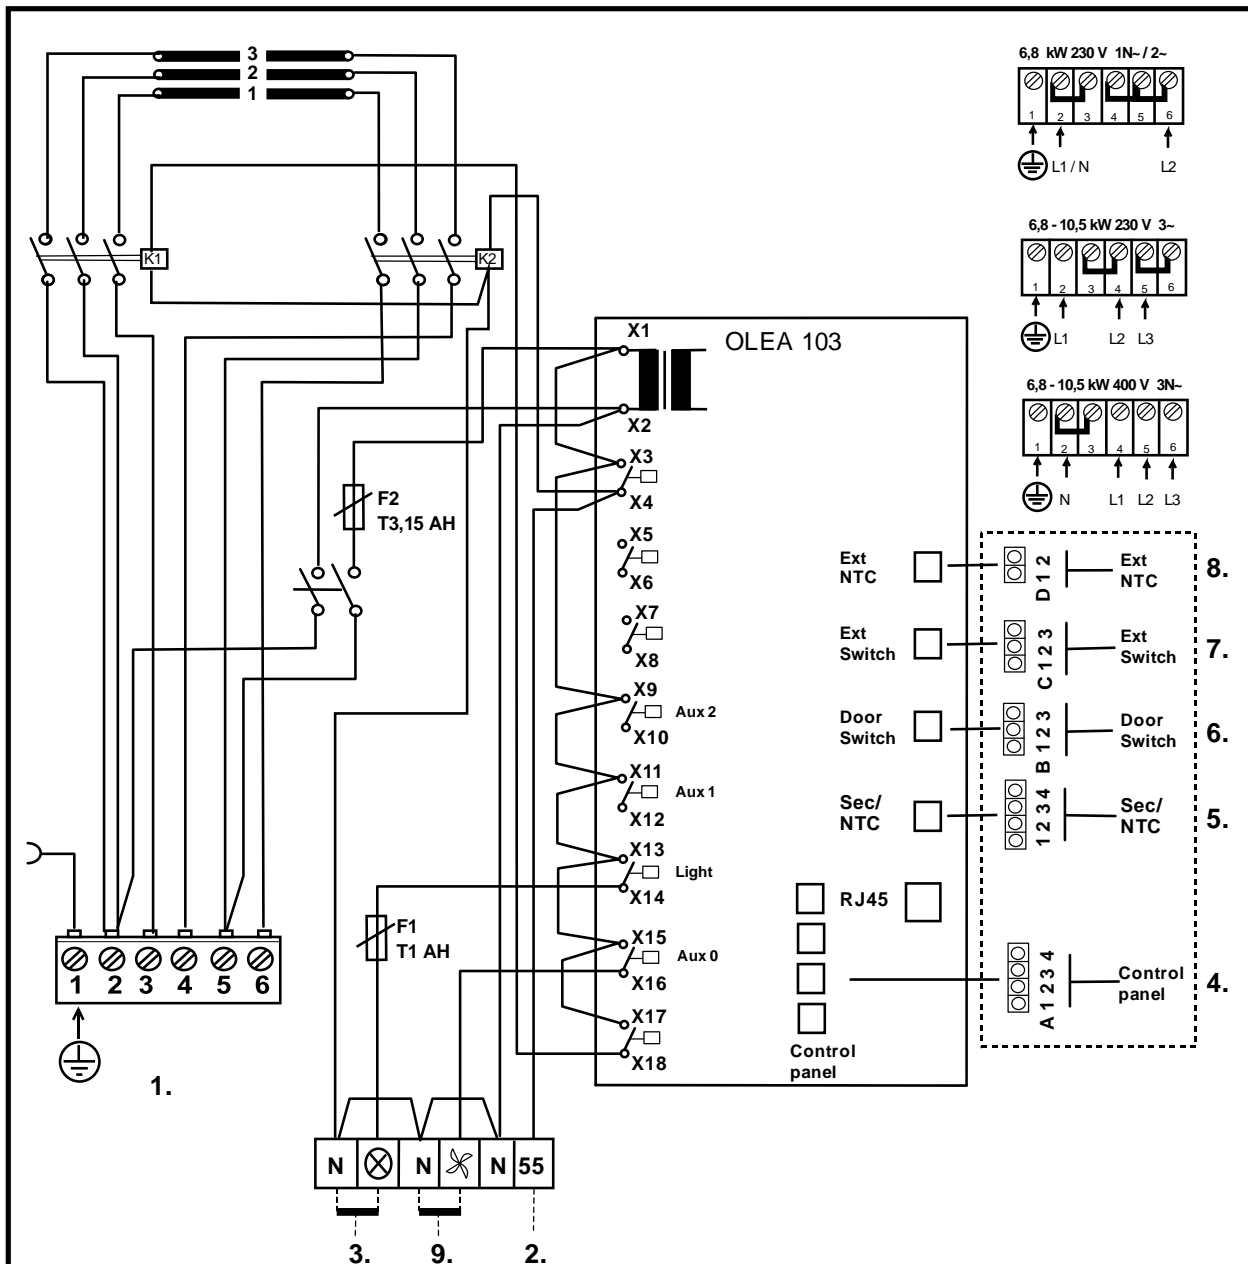 3
2
1
6,8 kW 230 V 1N~ / 2~
1 2 3 4 5 6
L1 / N L2
K1 K2
6,8 - 10,5 kW 230 V 3~
1 2 3 4 5 6
L1 L2 L3
X1
OLEA 103
X2
6,8 - 10,5 kW 400 V 3N~
1 2 3 4 5 6
N L1 L2 L3
X3
X4
F2
T3,15 AH
X5
X6
Ext
NTC
D 1 2
Ext
NTC
8.
X7
X8
Ext
Switch
C 1 2 3
Ext
Switch
7.
X9
Aux 2
X10
Door
Switch
B 1 2 3
Door
Switch
6.
X11
Aux 1
X12
Sec/
NTC
1 2 3 4
Sec/
NTC
5.
X13
Light
X14
RJ45
F1
T1 AH
X15
Aux 0
X16
A 1 2 3 4
Control
panel
4.
1 2 3 4 5 6
X17
X18
Control
panel
1.
N N N 55
3. 9. 2.